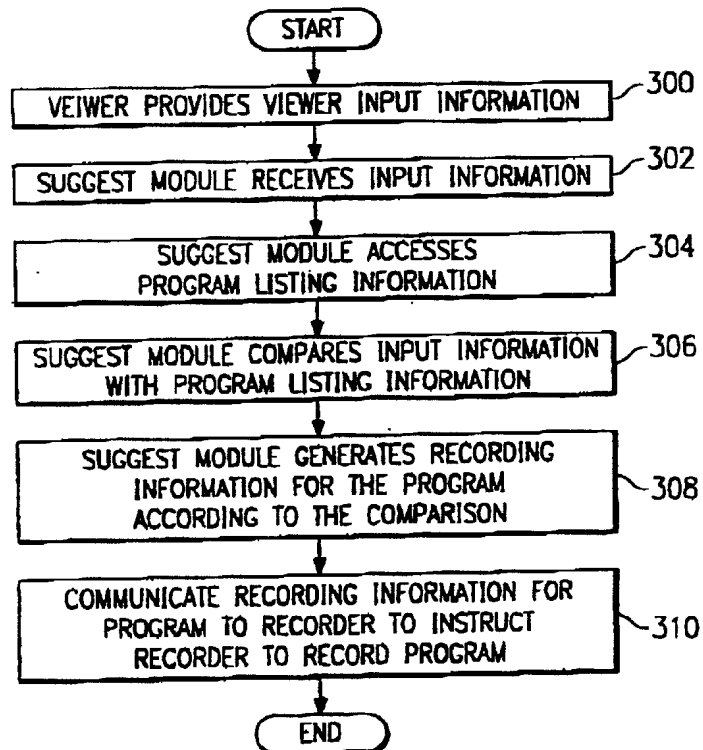 START
VEIWER PROVIDES VIEWER INPUT INFORMATION
300
SUGGEST MODULE RECEIVES INPUT INFORMATION
302
SUGGEST MODULE ACCESSES
PROGRAM LISTING INFORMATION
304
SUGGEST MODULE COMPARES INPUT INFORMATION
WITH PROGRAM LISTING INFORMATION
306
SUGGEST MODULE GENERATES RECORDING
INFORMATION FOR THE PROGRAM
ACCORDING TO THE COMPARISON
308
COMMUNICATE RECORDING INFORMATION FOR
PROGRAM TO RECORDER TO INSTRUCT
RECORDER TO RECORD PROGRAM
310
END